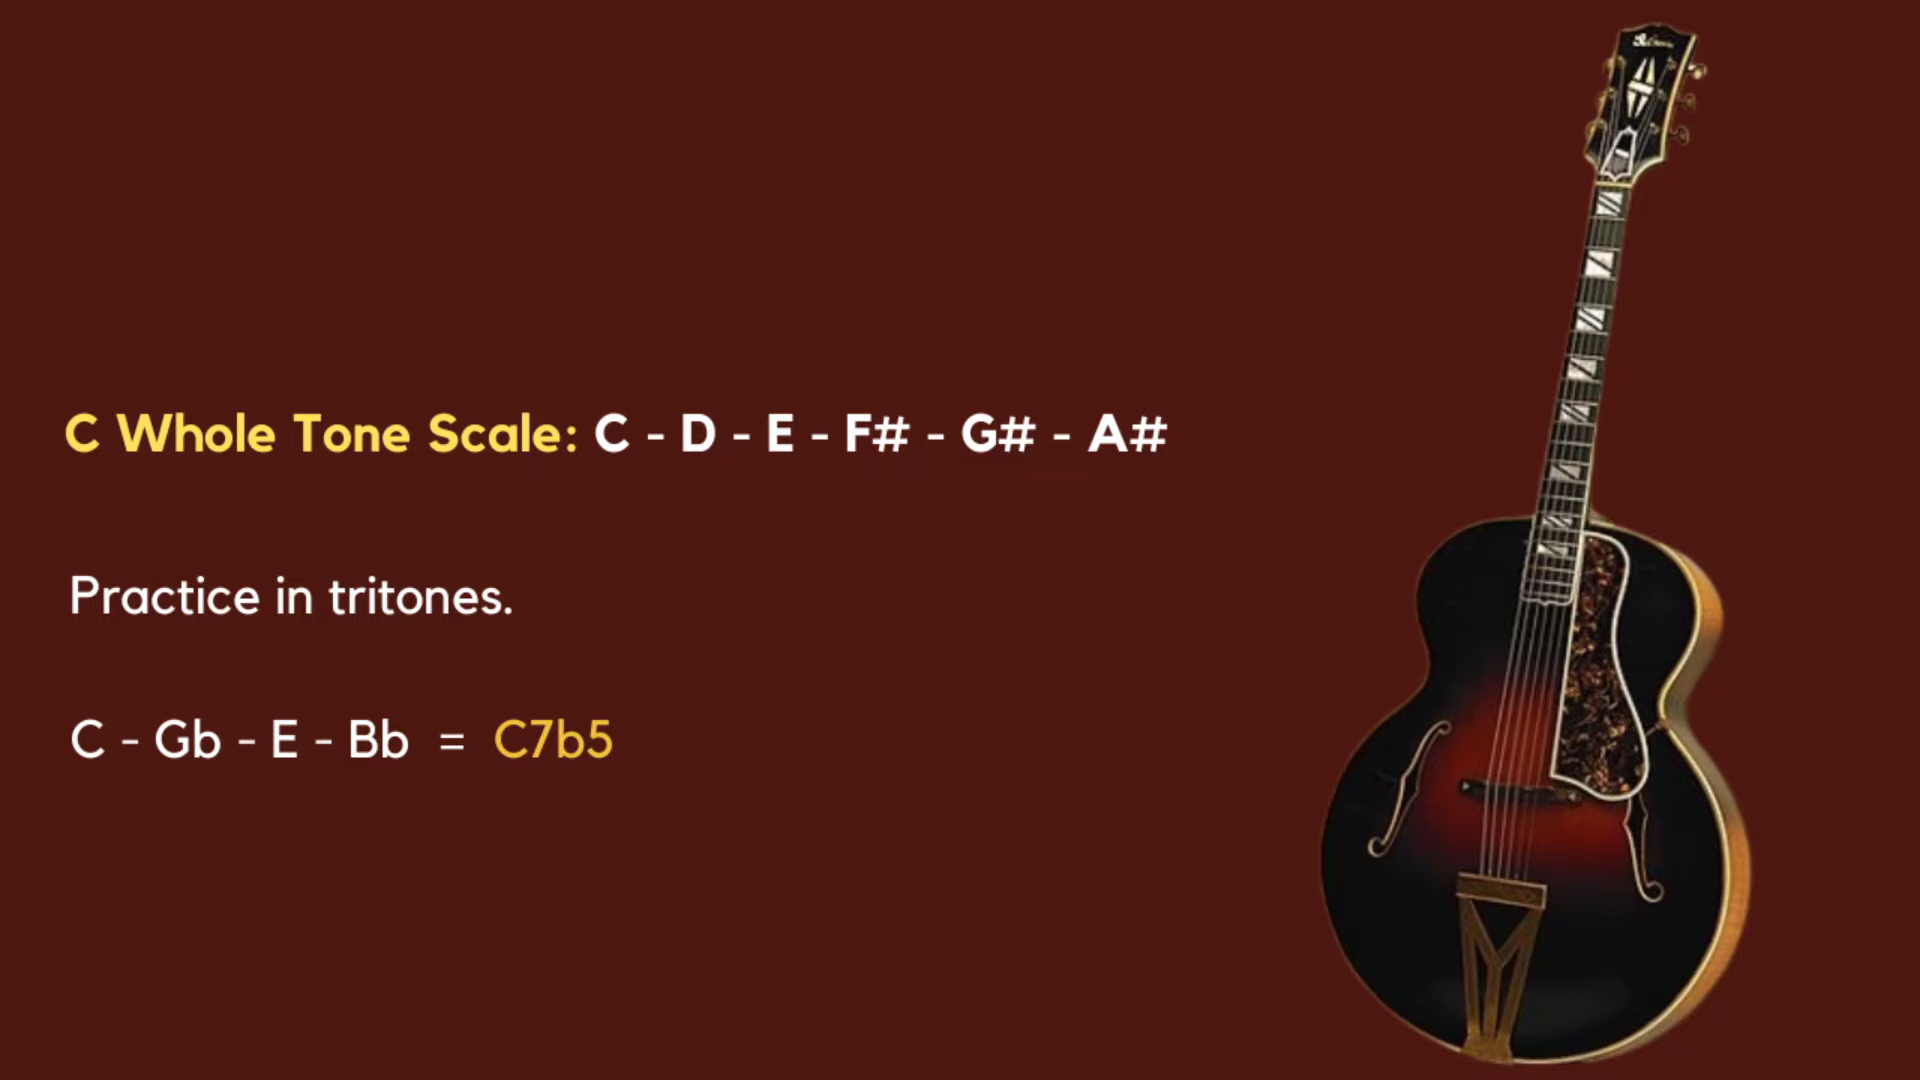 C Whole Tone Scale: C - D - E - F# - G# - A#
Practice in tritones.
C - Gb - E - Bb = C7b5